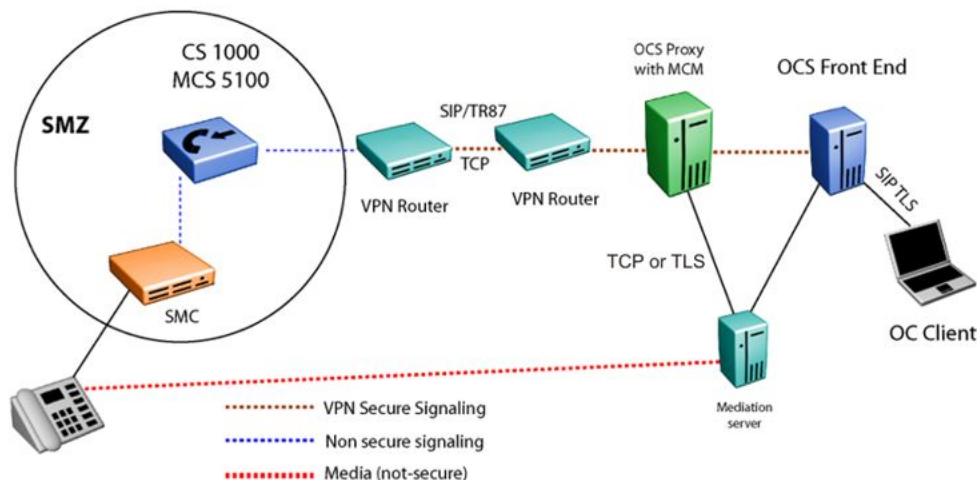 CS 1000
MCS 5100
SMZ
SMC
SIP/TR87
TCP
VPN Router
VPN Router
OCS Proxy
with MCM
OCS Front End
SIP TLS
TCP or TLS
OC Client
Mediation
server
VPN Secure Signaling
Non secure signaling
Media (not-secure)